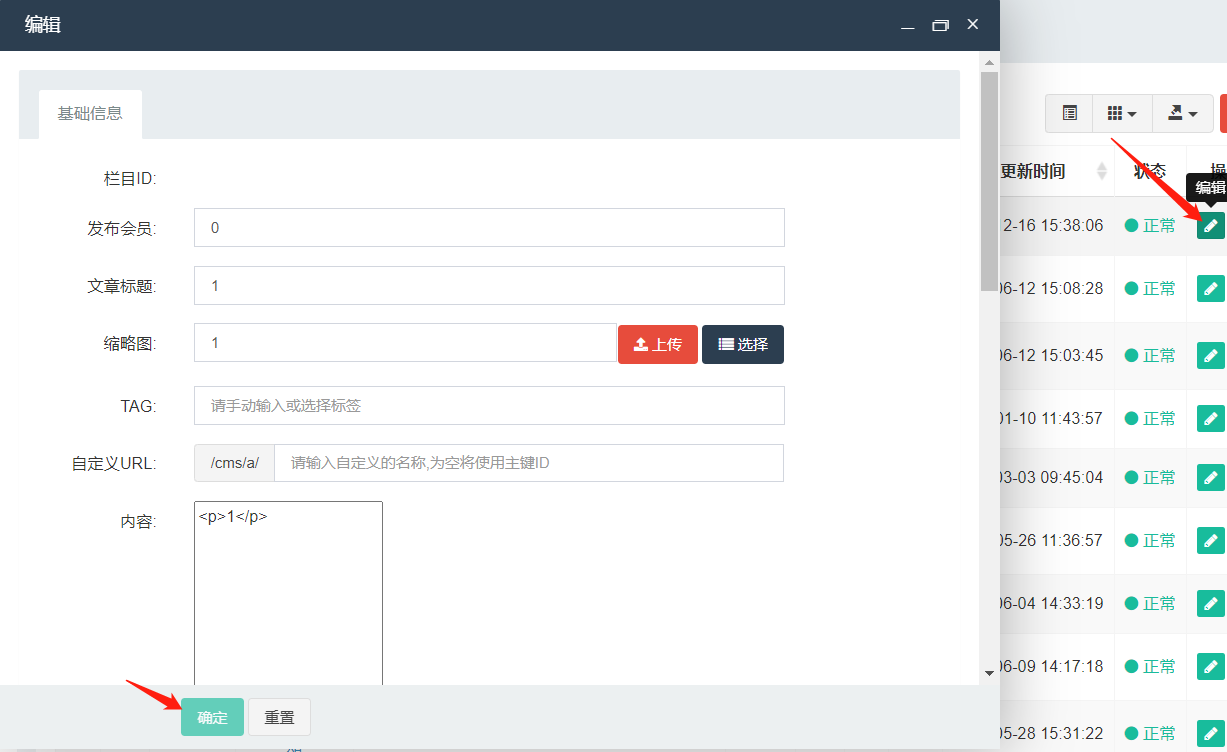 编辑
基础信息
栏目ID:
发布会员:
0
文章标题:
1
缩略图:
1
上传
选择
TAG:
请手动输入或选择标签
自定义URL:
/cms/a/
请输入自定义的名称,为空将使用主键ID
内容:
<p>1</p>
确定
重置
更新时间
状态
编辑
2-16 15:38:06
正常
06-12 15:08:28
正常
06-12 15:03:45
正常
01-10 11:43:57
正常
03-03 09:45:04
正常
05-26 11:36:57
正常
06-04 14:33:19
正常
06-09 14:17:18
正常
05-28 15:31:22
正常